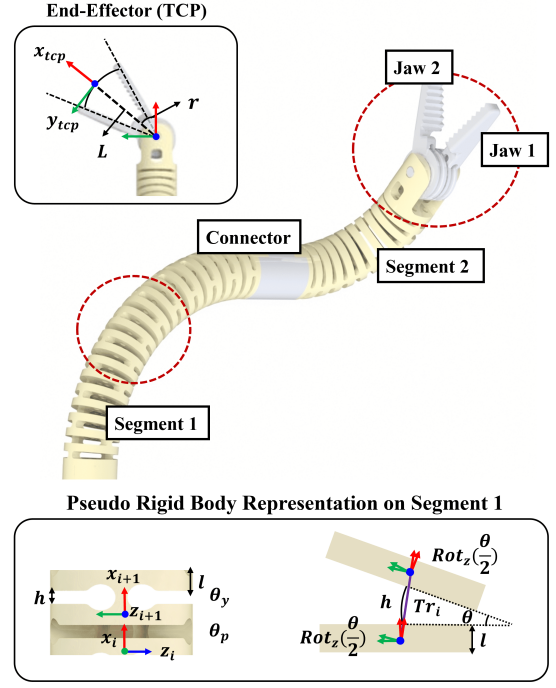 End-Effector (TCP)
x_tcp
y_tcp
L
r
Jaw 2
Jaw 1
Connector
Segment 2
Segment 1
Pseudo Rigid Body Representation on Segment 1
h
x_{i+1}
l
θ_y
z_{i+1}
θ_p
x_i
z_i
Rot_z(θ/2)
h
Tr_i
θ
Rot_z(θ/2)
l